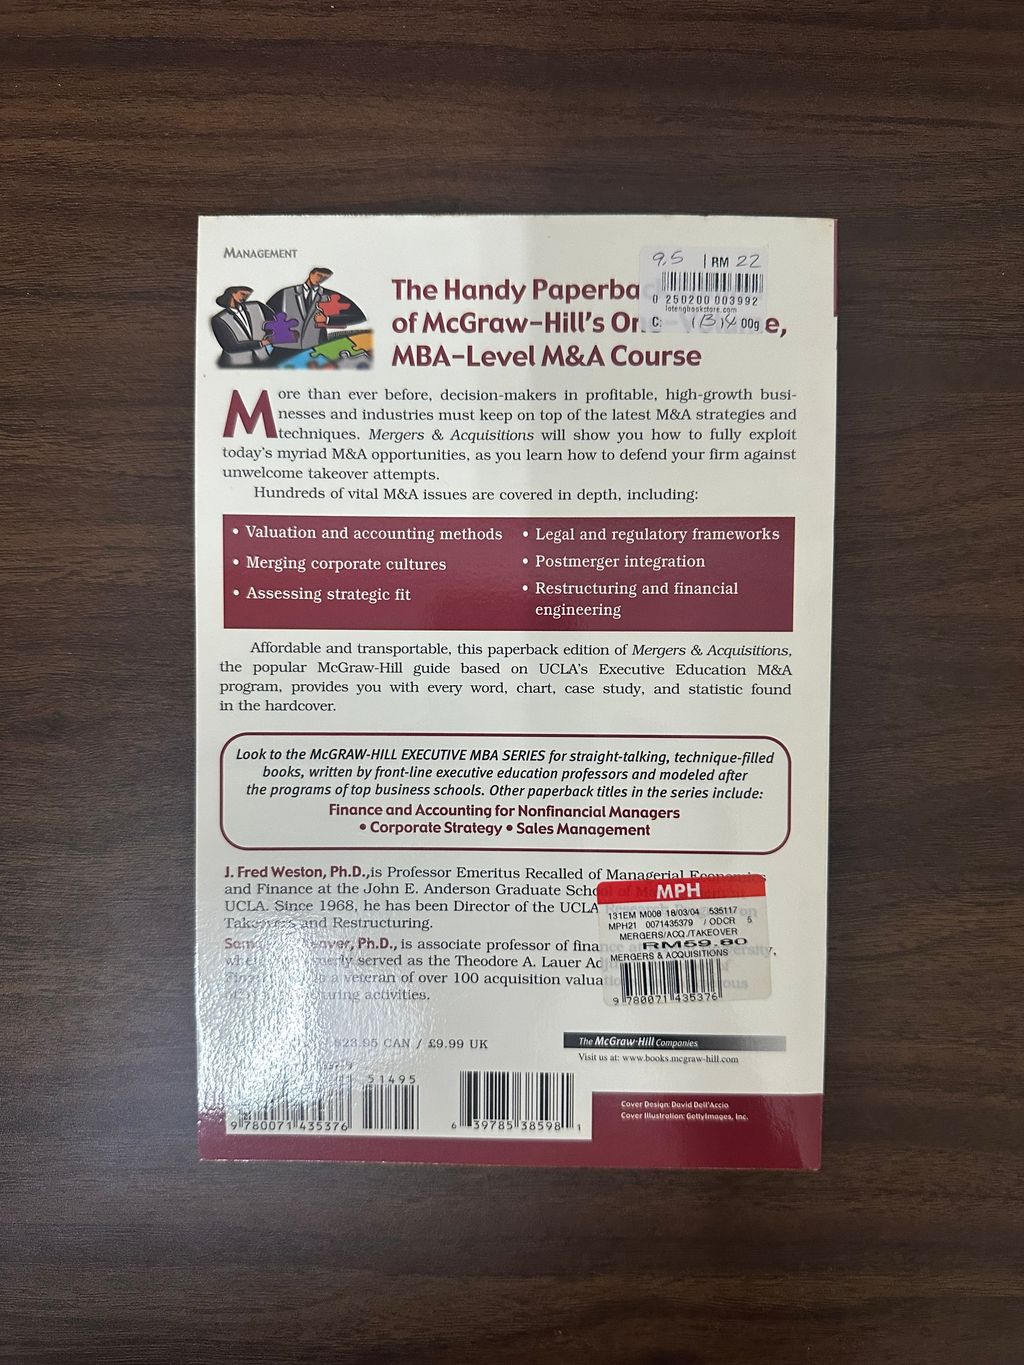 MANAGEMENT
The Handy Paperba
of McGraw-Hill's On e,
MBA-Level M&A Course
9.5 | RM 22
0 250200 003992
lotengbookstore.com
C: 00g
More than ever before, decision-makers in profitable, high-growth busi-
nesses and industries must keep on top of the latest M&A strategies and
techniques. Mergers & Acquisitions will show you how to fully exploit
today's myriad M&A opportunities, as you learn how to defend your firm against
unwelcome takeover attempts.
Hundreds of vital M&A issues are covered in depth, including:
• Valuation and accounting methods
• Merging corporate cultures
• Assessing strategic fit
• Legal and regulatory frameworks
• Postmerger integration
• Restructuring and financial
engineering
Affordable and transportable, this paperback edition of Mergers & Acquisitions,
the popular McGraw-Hill guide based on UCLA's Executive Education M&A
program, provides you with every word, chart, case study, and statistic found
in the hardcover.
Look to the McGRAW-HILL EXECUTIVE MBA SERIES for straight-talking, technique-filled
books, written by front-line executive education professors and modeled after
the programs of top business schools. Other paperback titles in the series include:
Finance and Accounting for Nonfinancial Managers
• Corporate Strategy • Sales Management
J. Fred Weston, Ph.D., is Professor Emeritus Recalled of Managerial Economics
and Finance at the John E. Anderson Graduate School of
UCLA. Since 1968, he has been Director of the UCLA on
Takeovers and Restructuring.
Ph.D., is associate professor of finance
served as the Theodore A. Lauer
a veteran of over 100 acquisition
activities.
MPH
131EM M008 18/03/04 535117
MPH21 0071435379 / ODCR 5
MERGERS/ACQ./TAKEOVER
RM59.80
MERGERS & ACQUISITIONS
9 780071 435376
$23.95 CAN / £9.99 UK
The McGraw-Hill Companies
Visit us at: www.books.mcgraw-hill.com
51495
9 780071 435376
6 39785 38598 1
Cover Design: David Dell'Accio
Cover Illustration: GettyImages, Inc.